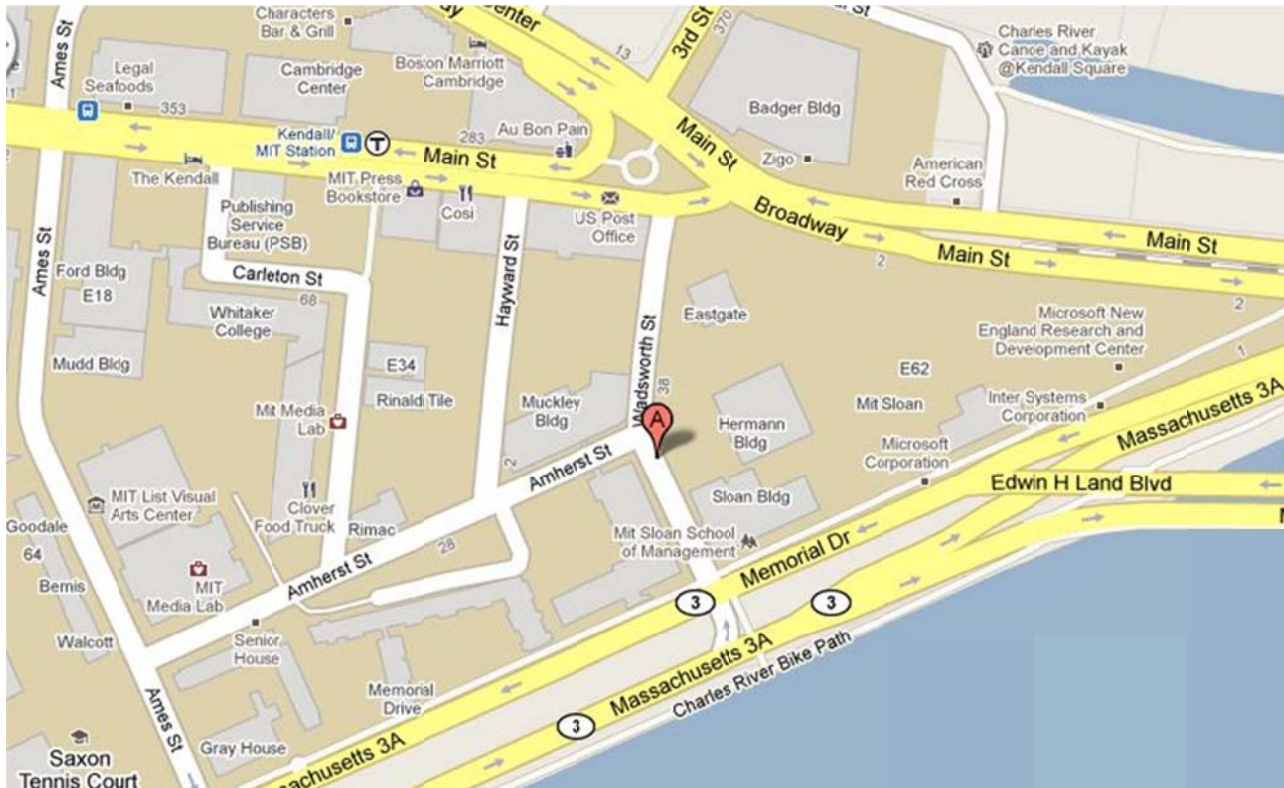 Characters
Bar & Grill
Legal
Seafoods
353
Cambridge
Center
Boston Marriott
Cambridge
Center
13
3rd St
370
St
Charles River
Canoe and Kayak
@Kendall Square
Ames St
Kendall/
MIT Station
T
283
Au Bon Pain
Main St
Main St
Badger Bldg
Zigo
American
Red Cross
The Kendall
MIT Press
Bookstore
Cosi
US Post
Office
Publishing
Service
Bureau (PSB)
Broadway
2
Main St
Main St
2
Ames St
Ford Bldg
E18
Carleton St
68
Whitaker
College
Hayward St
Wadsworth St
38
Eastgate
Microsoft New
England Research and
Development Center
1
Mudd Bldg
E34
Rinald Tile
E62
Mit Sloan
Inter Systems
Corporation
Massachusetts 3A
Mit Media
Lab
Muckley
Bldg
A
Hermann
Bldg
Microsoft
Corporation
2
Amherst St
Sloan Bldg
Edwin H Land Blvd
MIT List Visual
Arts Center
Clover
Food Truck
Rimac
28
Mit Sloan School
of Management
Memorial Dr
Goodale
64
Bemis
Amherst St
MIT
Media Lab
3
3
Walcott
Senior
House
Massachusetts 3A
Charles River Bike Path
Memorial
Drive
3
Ames St
Gray House
achusetts 3A
Saxon
Tennis Court